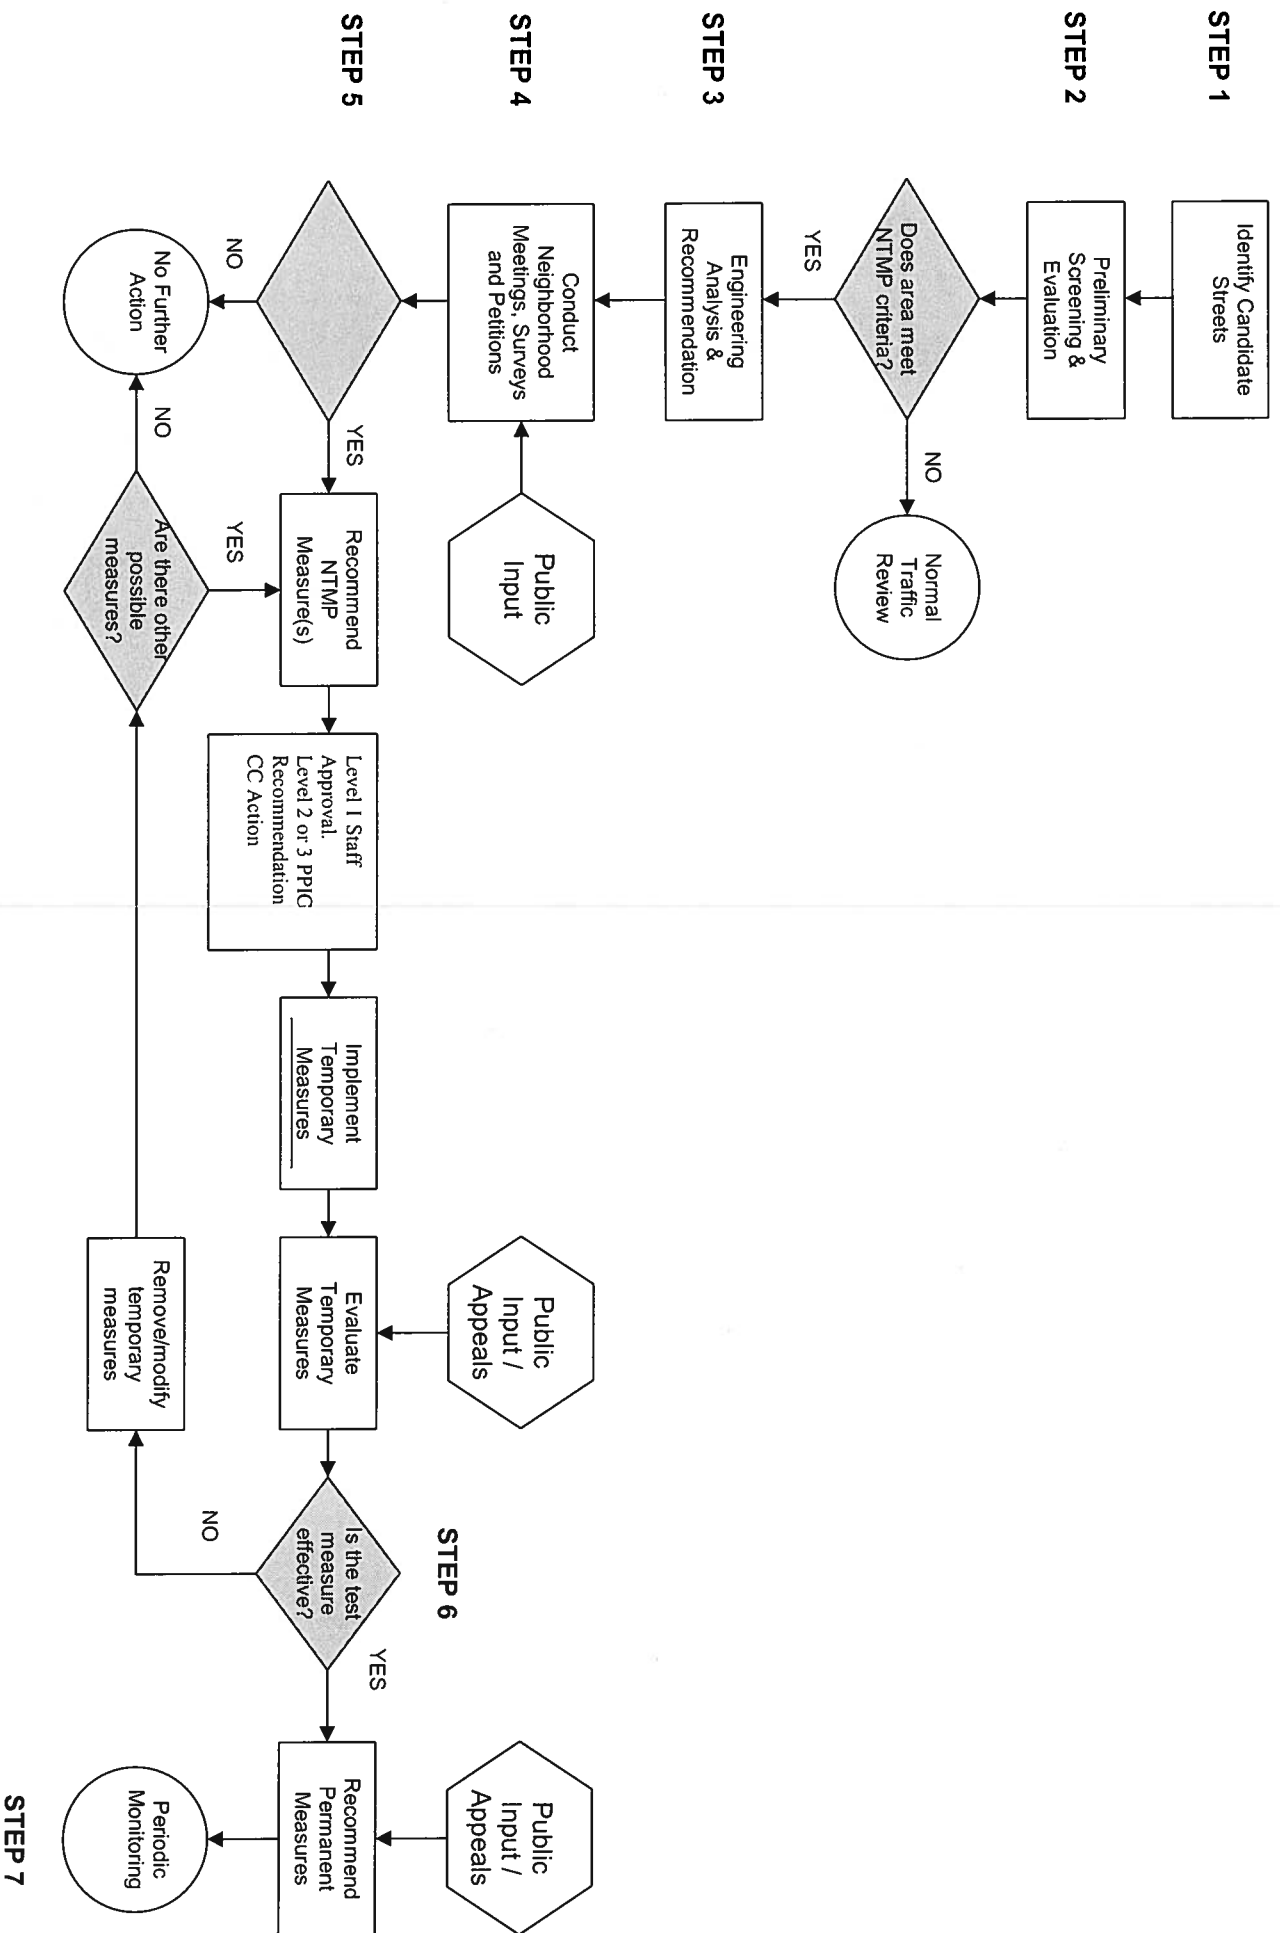 STEP 1
Identify Candidate
Streets
STEP 2
Preliminary
Screening &
Evaluation
Does area meet
NTMP criteria?
NO
Normal
Traffic
Review
YES
STEP 3
Engineering
Analysis &
Recommendation
STEP 4
Conduct
Neighborhood
Meetings, Surveys
and Petitions
Public
Input
STEP 5
YES
NO
Recommend
NTMP
Measure(s)
Level I Staff
Approval.
Level 2 or 3 PPIC
Recommendation
CC Action
Implement
Temporary
Measures
Public
Input /
Appeals
Evaluate
Temporary
Measures
STEP 6
Is the test
measure
effective?
YES
NO
Public
Input /
Appeals
Recommend
Permanent
Measures
No Further
Action
NO
YES
Are there other
possible
measures?
Remove/modify
temporary
measures
Periodic
Monitoring
STEP 7